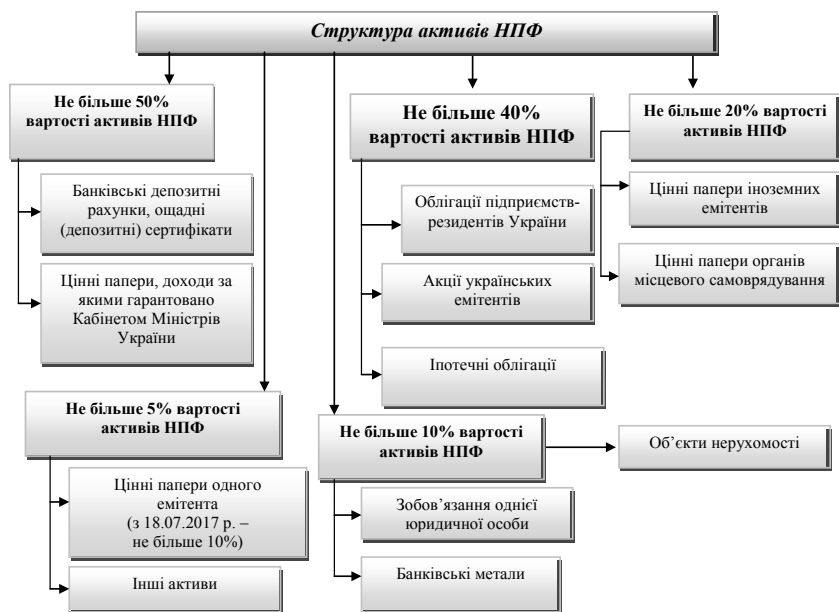 Структура активів НПФ
Не більше 50%
вартості активів НПФ
Банківські депозитні
рахунки, ощадні
(депозитні) сертифікати
Цінні папери, доходи за
якими гарантовано
Кабінетом Міністрів
України
Не більше 40%
вартості активів НПФ
Облігації підприємств-
резидентів України
Акції українських
емітентів
Іпотечні облігації
Не більше 20% вартості
активів НПФ
Цінні папери іноземних
емітентів
Цінні папери органів
місцевого самоврядування
Не більше 5% вартості
активів НПФ
Цінні папери одного
емітента
(з 18.07.2017 р. –
не більше 10%)
Інші активи
Не більше 10% вартості
активів НПФ
Об’єкти нерухомості
Зобов’язання однієї
юридичної особи
Банківські метали